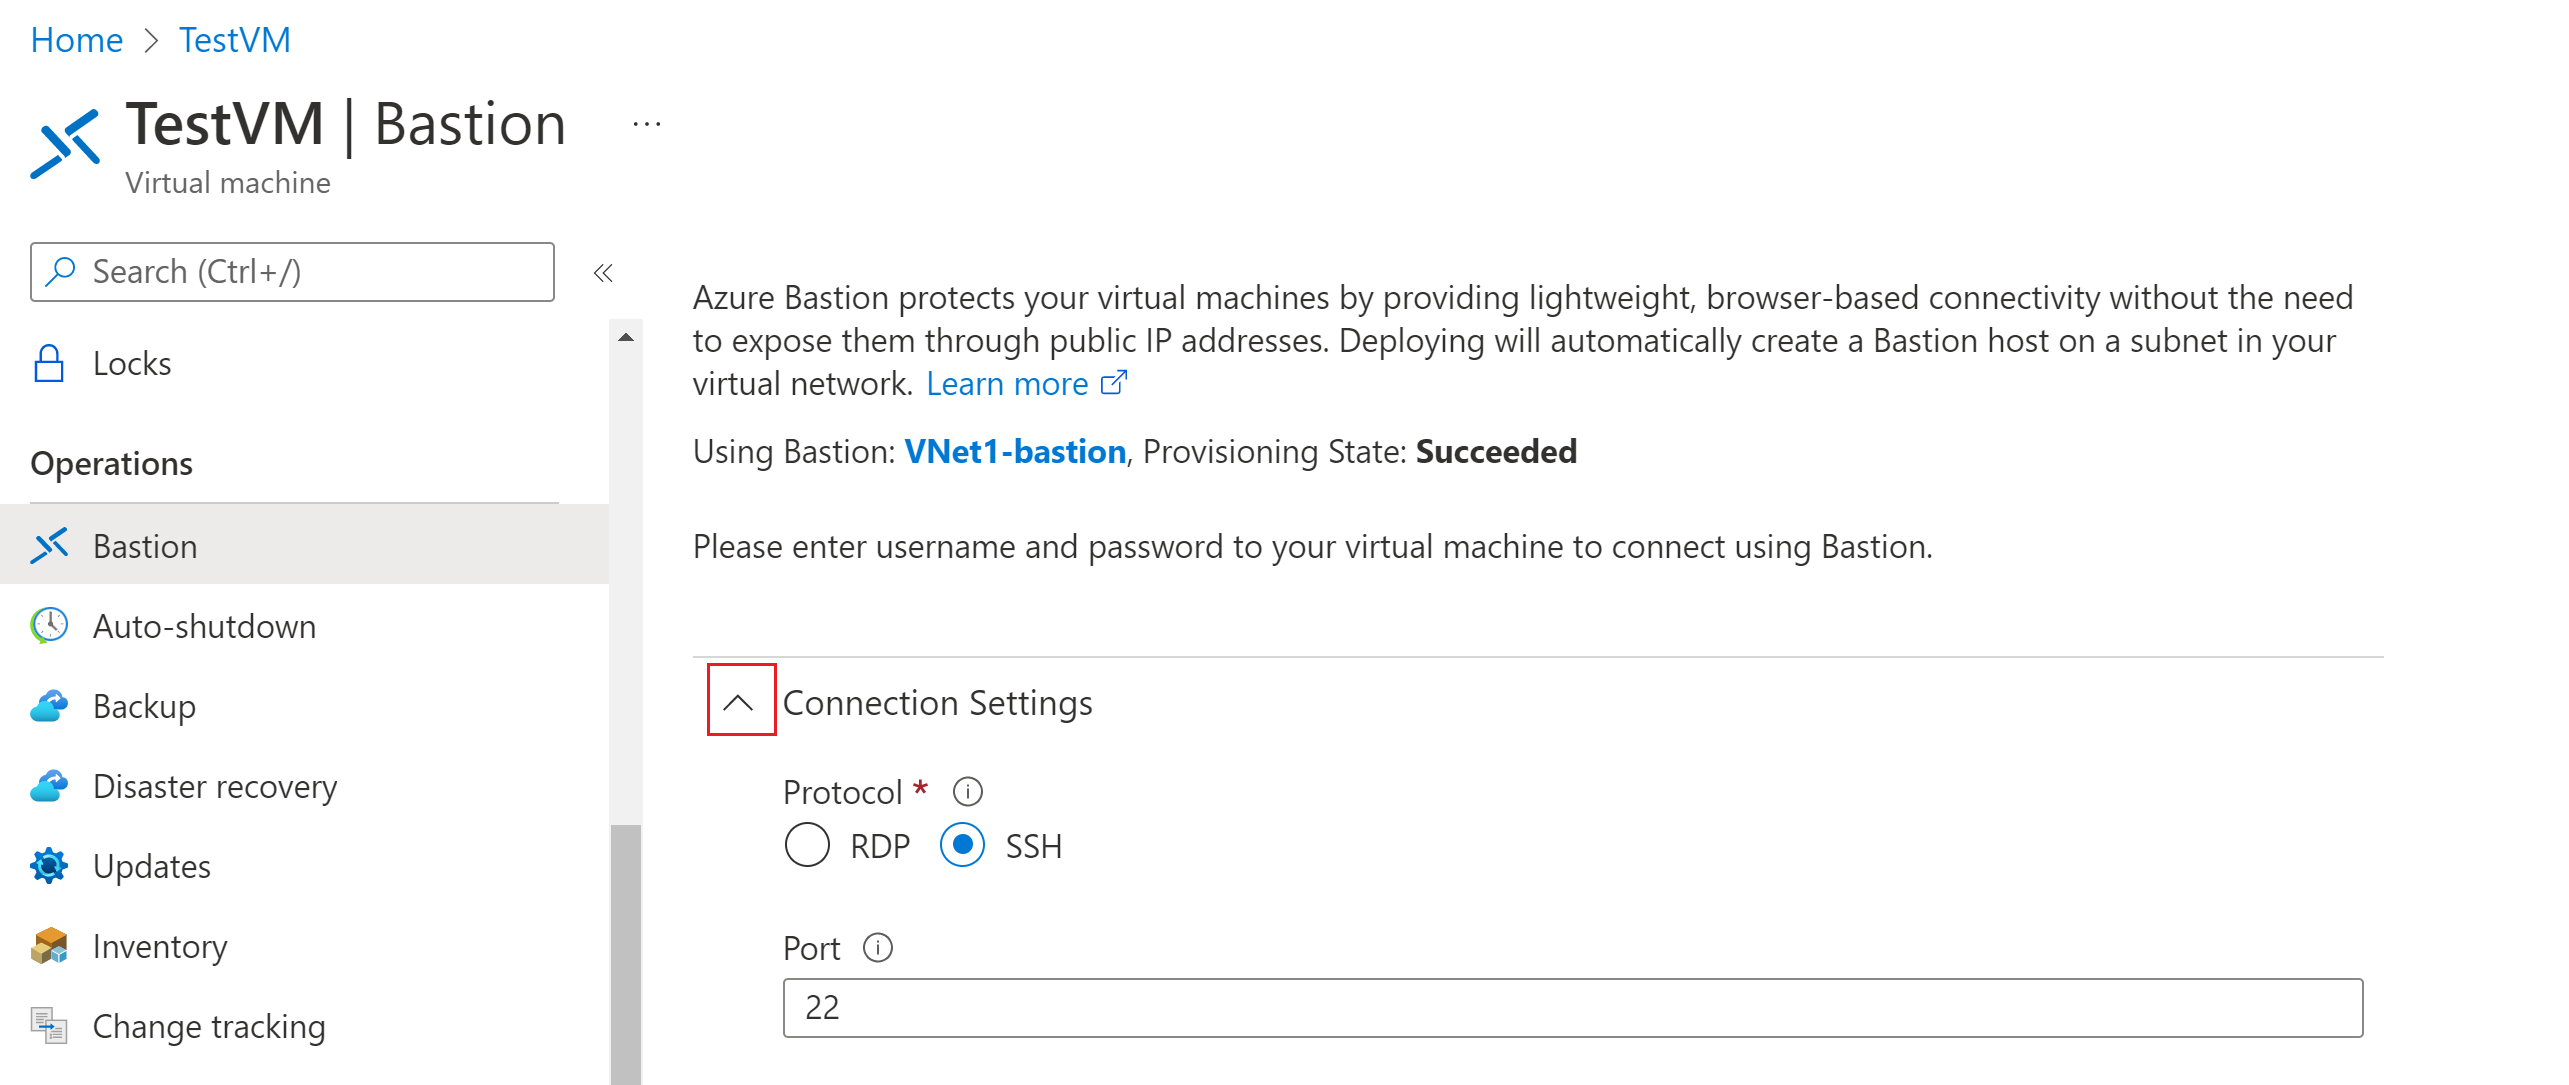 Home > TestVM
TestVM | Bastion ...
Virtual machine
Search (Ctrl+/) «
Locks
Operations
Bastion
Auto-shutdown
Backup
Disaster recovery
Updates
Inventory
Change tracking
Azure Bastion protects your virtual machines by providing lightweight, browser-based connectivity without the need
to expose them through public IP addresses. Deploying will automatically create a Bastion host on a subnet in your
virtual network. Learn more
Using Bastion: VNet1-bastion, Provisioning State: Succeeded
Please enter username and password to your virtual machine to connect using Bastion.
Connection Settings
Protocol *
RDP SSH
Port
22